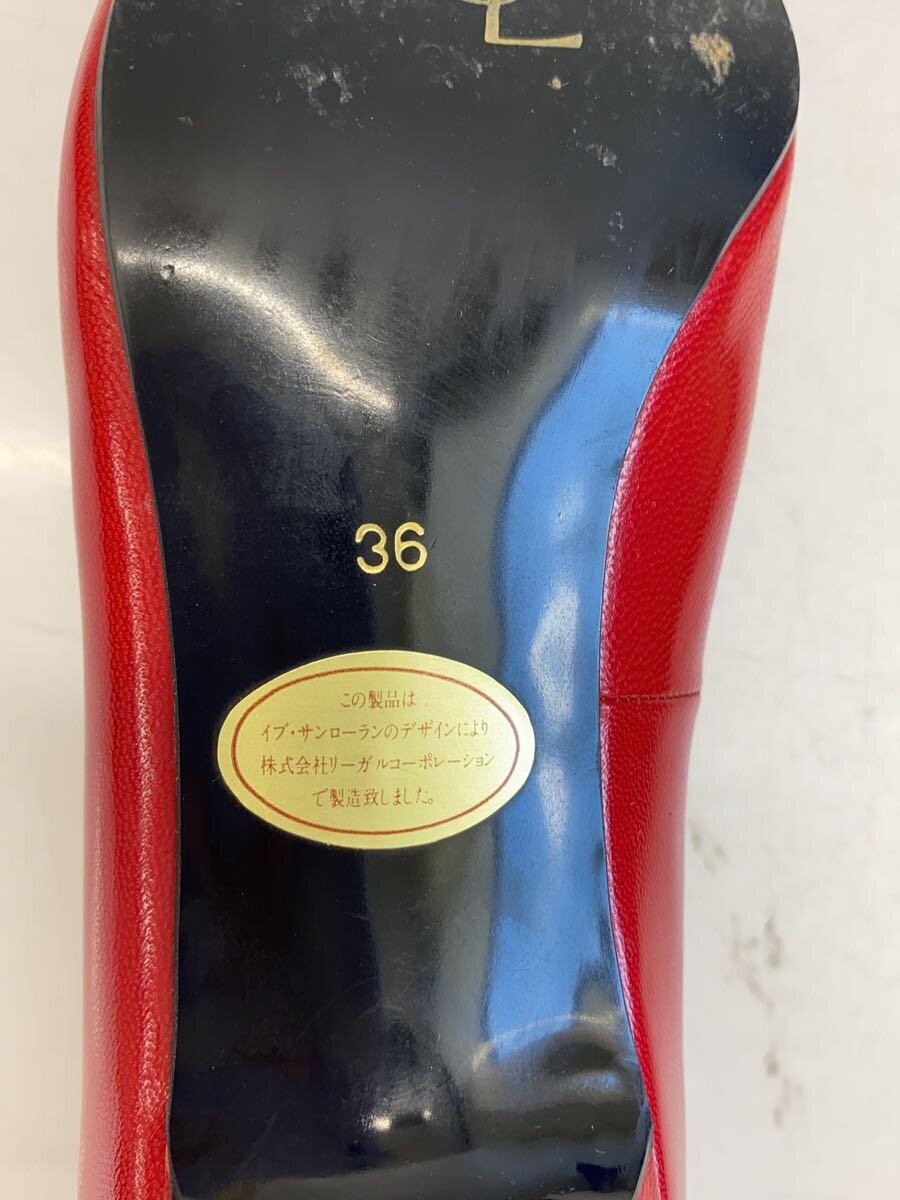 36
この製品は
イブ・サンローランのデザインにより
株式会社リーガルコーポレーション
で製造致しました。